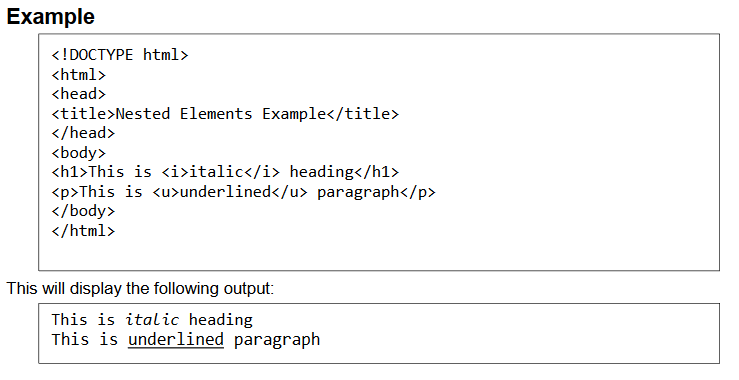 Example
<!DOCTYPE html>
<html>
<head>
<title>Nested Elements Example</title>
</head>
<body>
<h1>This is <i>italic</i> heading</h1>
<p>This is <u>underlined</u> paragraph</p>
</body>
</html>
This will display the following output:
This is italic heading
This is underlined paragraph